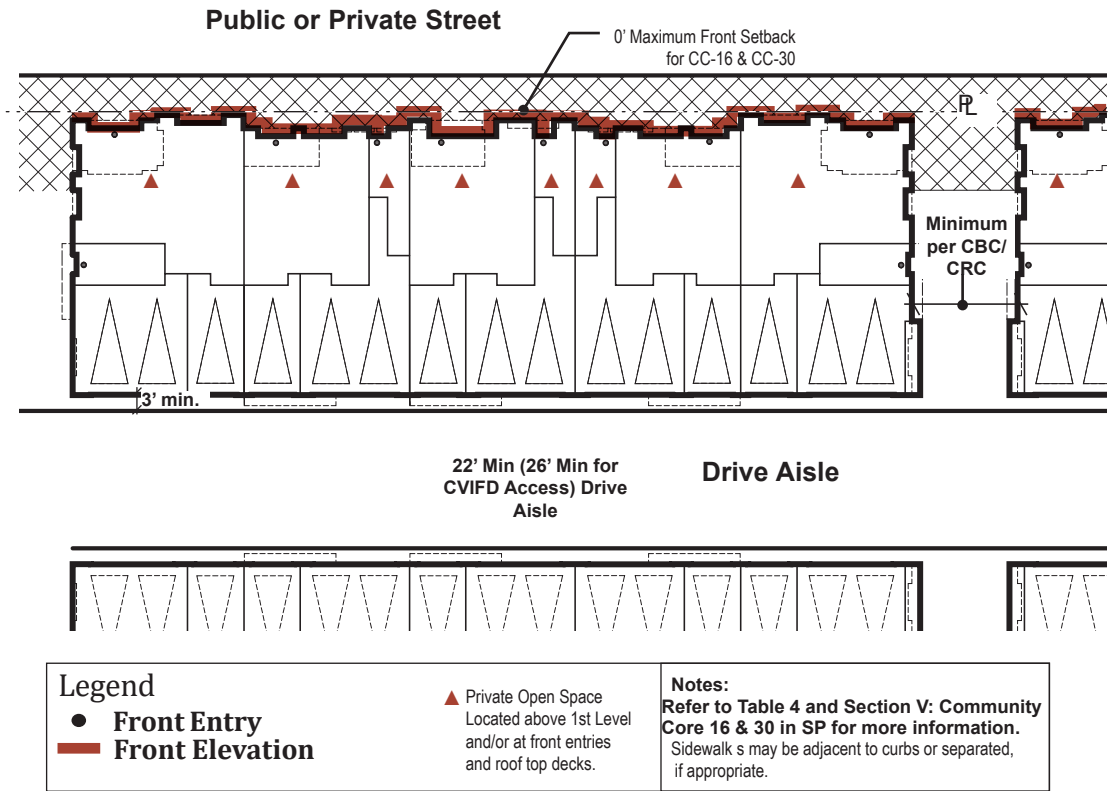 Public or Private Street
0' Maximum Front Setback
for CC-16 & CC-30
PL
Minimum
per CBC/
CRC
3' min.
22' Min (26' Min for
CVIFD Access) Drive
Aisle
Drive Aisle
Legend
Front Entry
Front Elevation
Private Open Space
Located above 1st Level
and/or at front entries
and roof top decks.
Notes:
Refer to Table 4 and Section V: Community
Core 16 & 30 in SP for more information.
Sidewalk s may be adjacent to curbs or separated,
if appropriate.